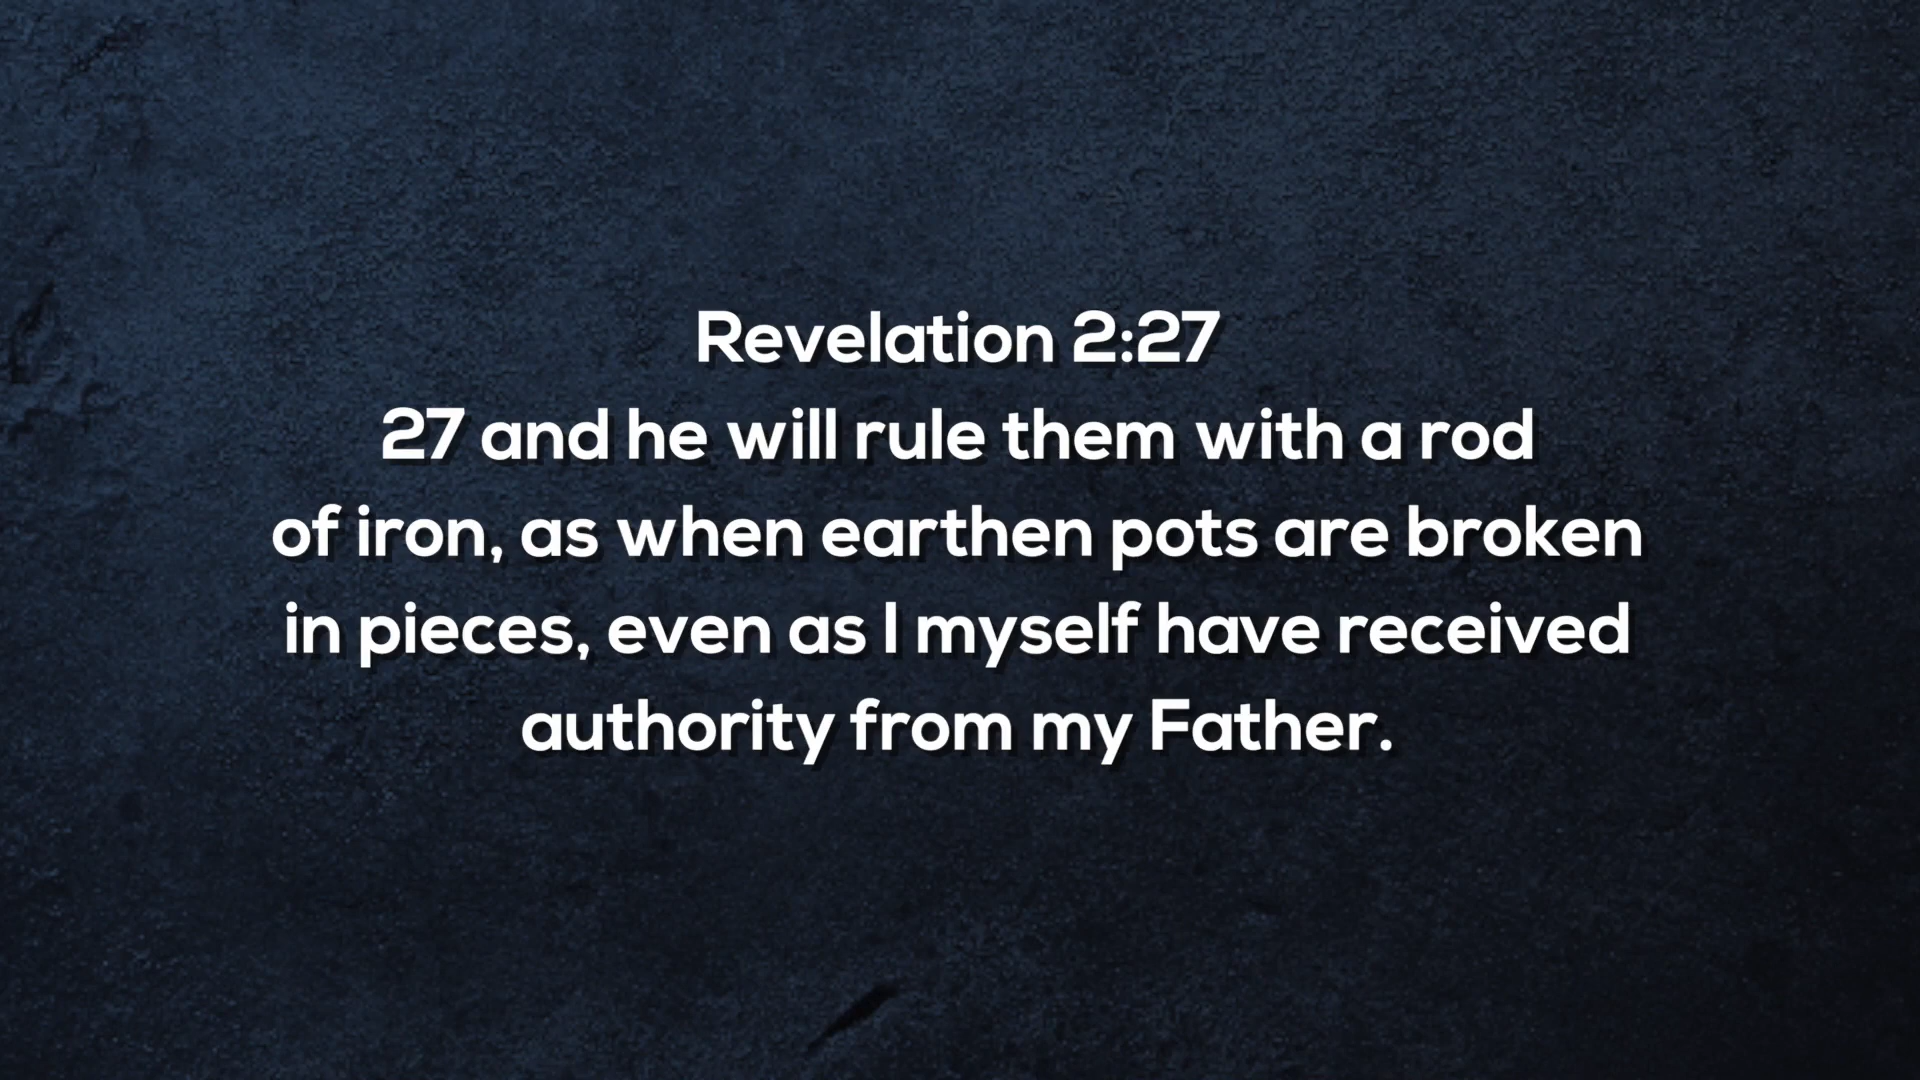 Revelation 2:27
27 and he will rule them with a rod
of iron, as when earthen pots are broken
in pieces, even as I myself have received
authority from my Father.